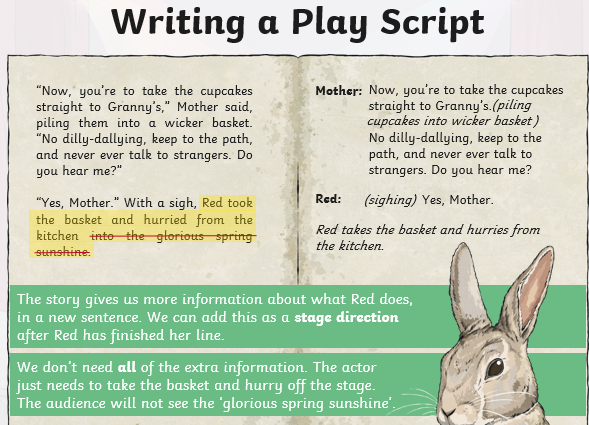 Writing a Play Script
“Now, you’re to take the cupcakes
straight to Granny’s,” Mother said,
piling them into a wicker basket.
“No dilly-dallying, keep to the path,
and never ever talk to strangers. Do
you hear me?”
“Yes, Mother.” With a sigh, Red took
the basket and hurried from the
kitchen into the glorious spring
sunshine.
Mother: Now, you’re to take the cupcakes
straight to Granny’s.(piling
cupcakes into wicker basket)
No dilly-dallying, keep to the
path, and never ever talk to
strangers. Do you hear me?
Red: (sighing) Yes, Mother.
Red takes the basket and hurries from
the kitchen.
The story gives us more information about what Red does,
in a new sentence. We can add this as a stage direction
after Red has finished her line.
We don’t need all of the extra information. The actor
just needs to take the basket and hurry off the stage.
The audience will not see the ‘glorious spring sunshine’.